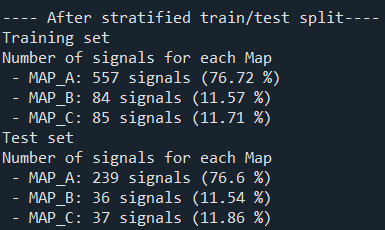 ---- After stratified train/test split----
Training set
Number of signals for each Map
- MAP_A: 557 signals (76.72 %)
- MAP_B: 84 signals (11.57 %)
- MAP_C: 85 signals (11.71 %)
Test set
Number of signals for each Map
- MAP_A: 239 signals (76.6 %)
- MAP_B: 36 signals (11.54 %)
- MAP_C: 37 signals (11.86 %)